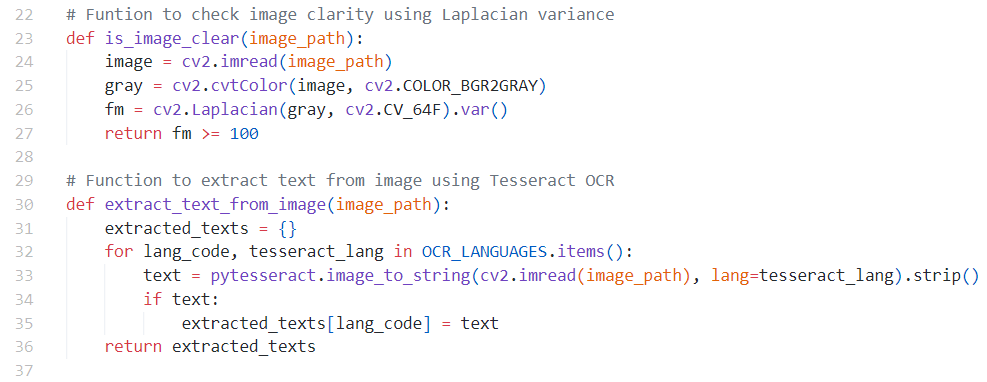 22 # Funtion to check image clarity using Laplacian variance
23 def is_image_clear(image_path):
24     image = cv2.imread(image_path)
25     gray = cv2.cvtColor(image, cv2.COLOR_BGR2GRAY)
26     fm = cv2.Laplacian(gray, cv2.CV_64F).var()
27     return fm >= 100
28
29 # Function to extract text from image using Tesseract OCR
30 def extract_text_from_image(image_path):
31     extracted_texts = {}
32     for lang_code, tesseract_lang in OCR_LANGUAGES.items():
33         text = pytesseract.image_to_string(cv2.imread(image_path), lang=tesseract_lang).strip()
34         if text:
35             extracted_texts[lang_code] = text
36     return extracted_texts
37